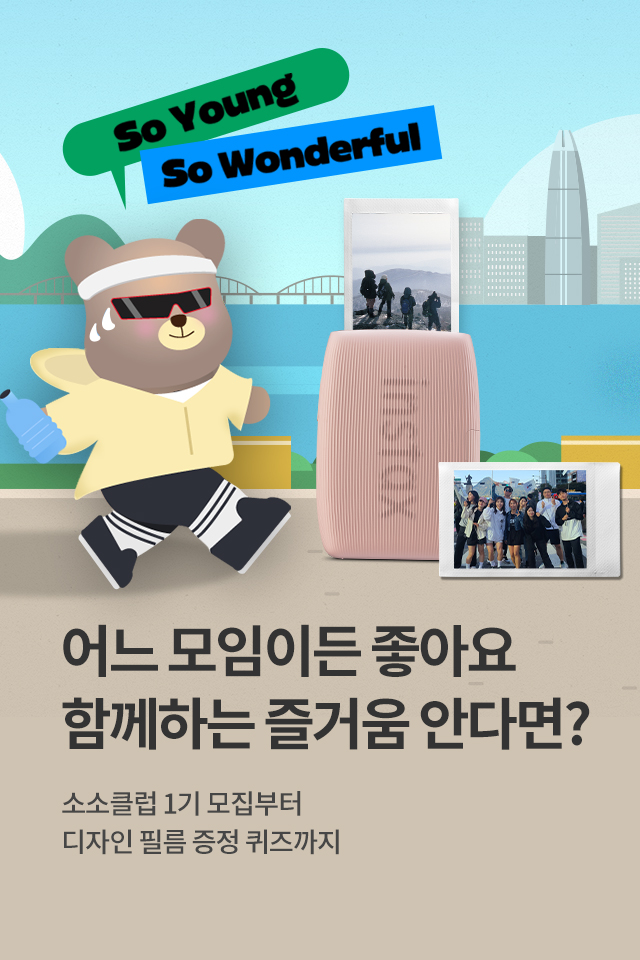 So Young
So Wonderful
instax
어느 모임이든 좋아요
함께하는 즐거움 안다면?
소소클럽 1기 모집부터
디자인 필름 증정 퀴즈까지